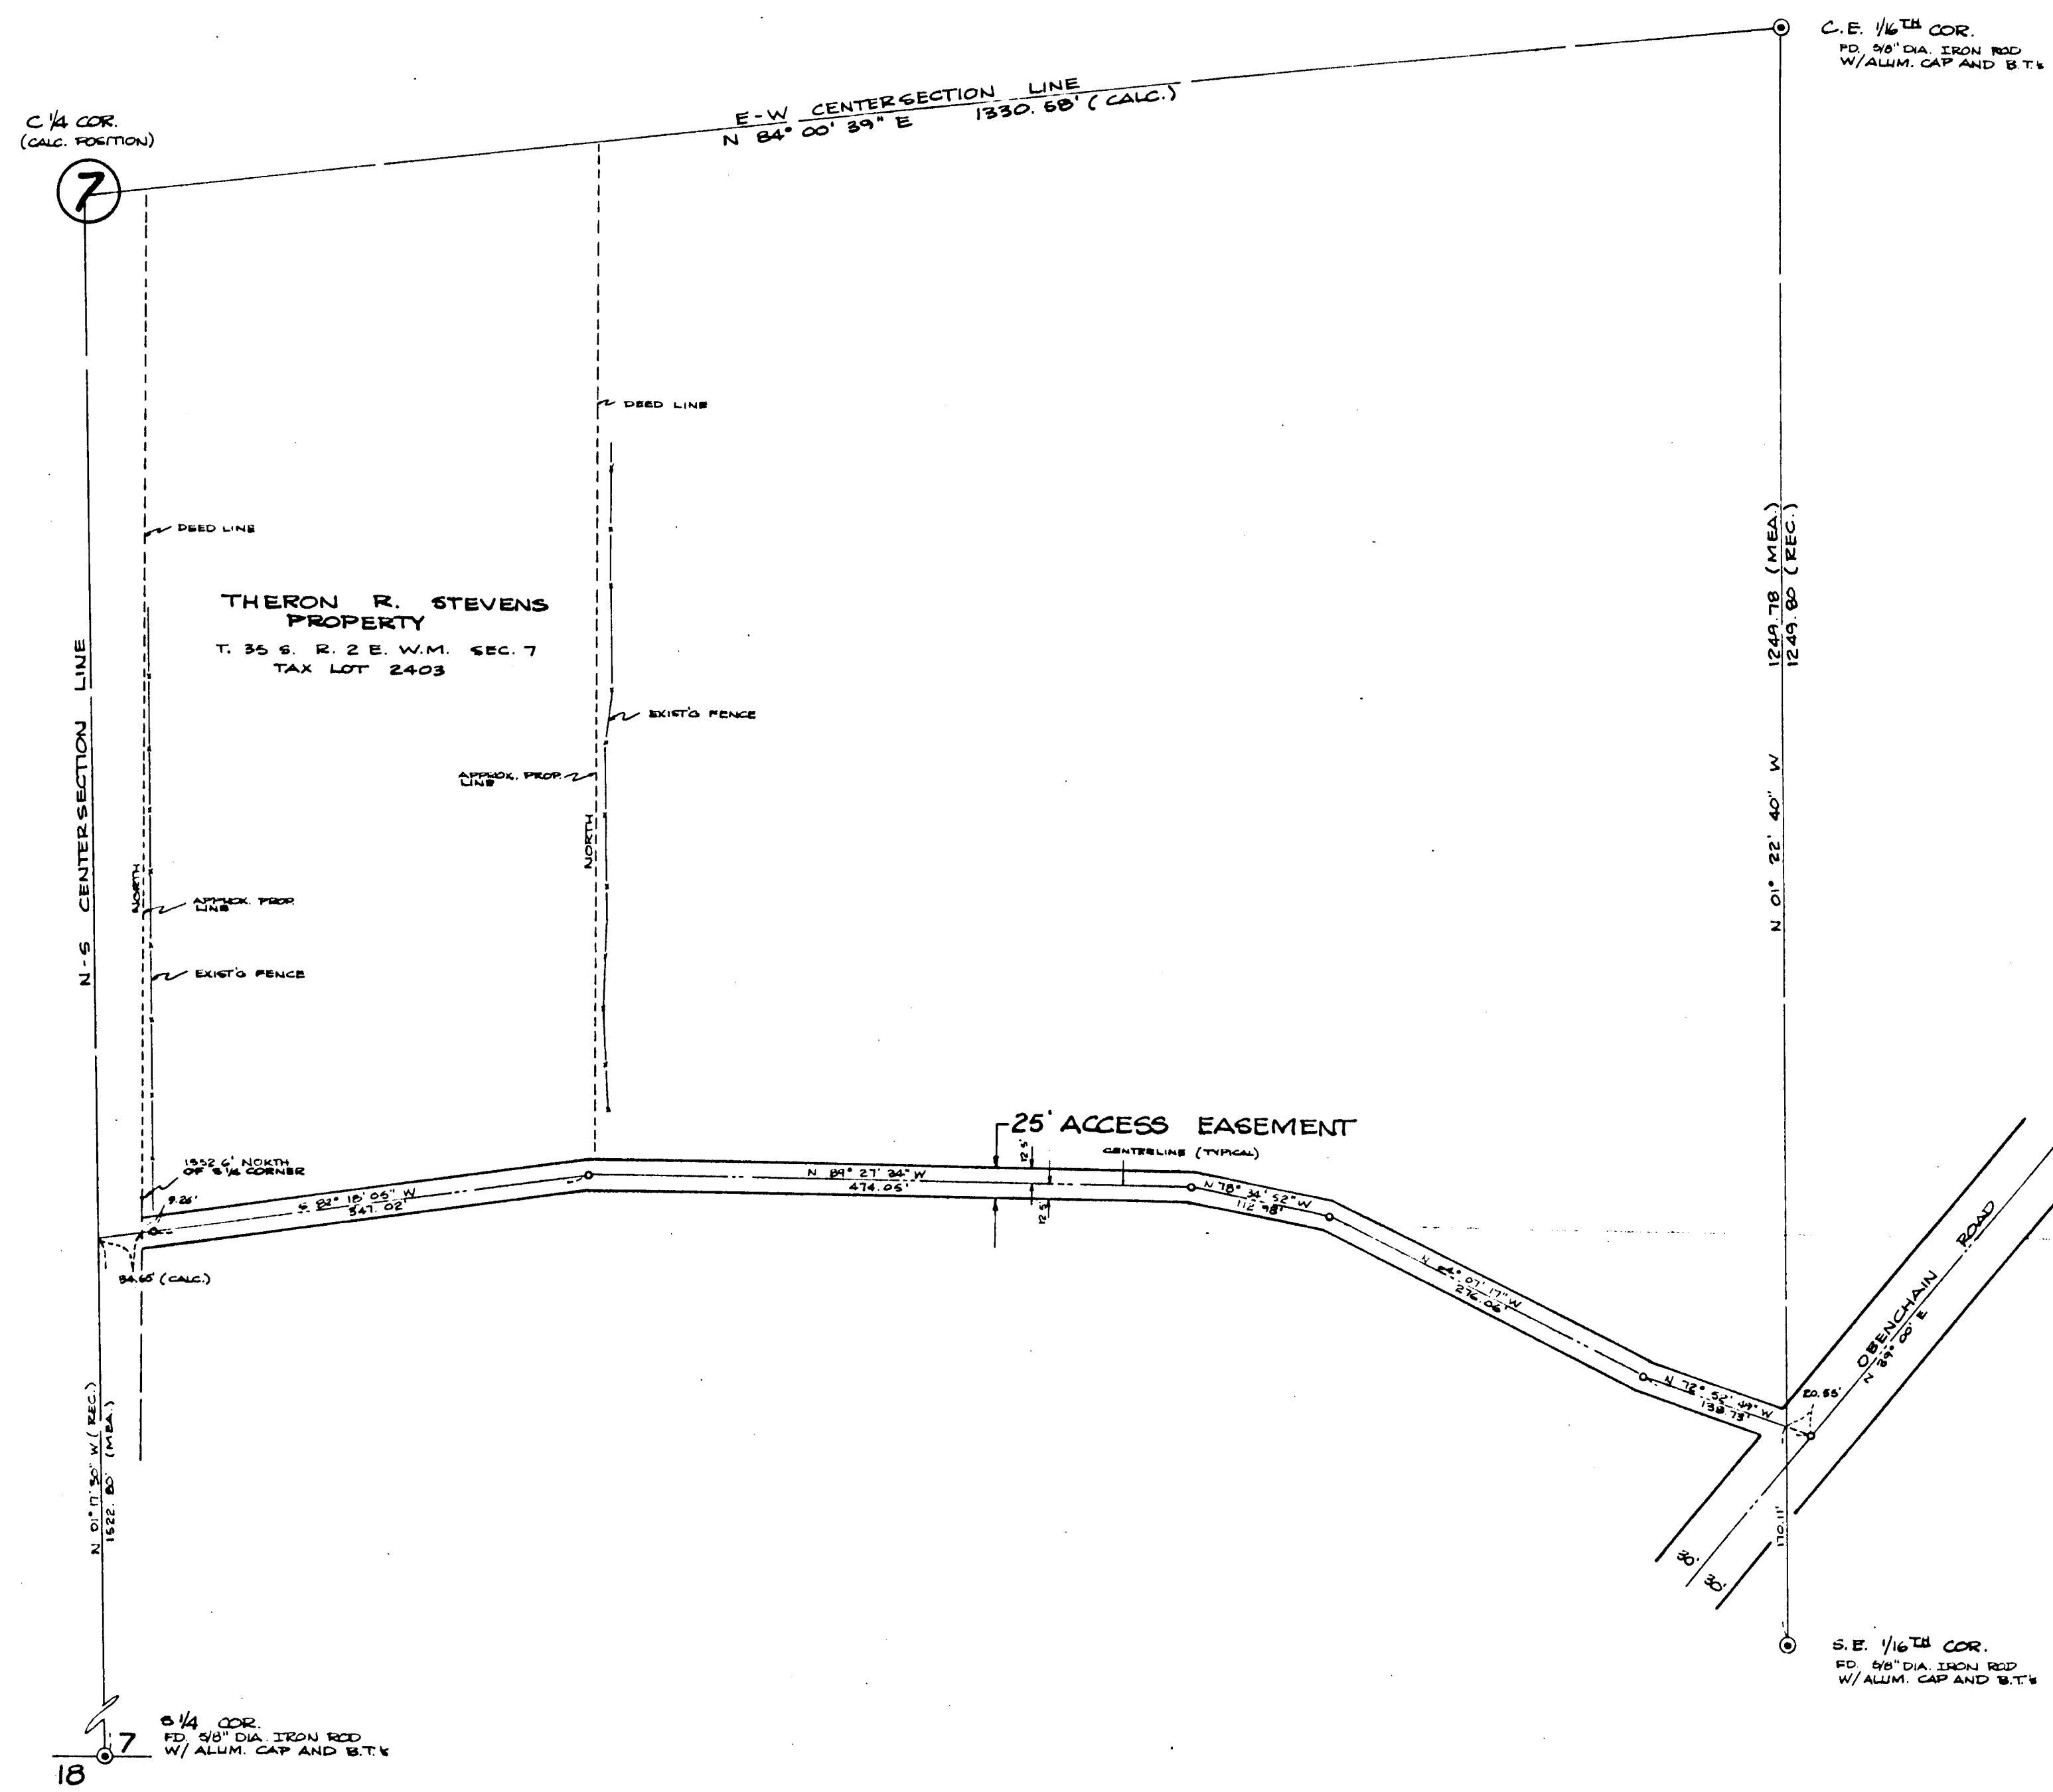 C.E. 1/16TH COR.
FD. 5/8" DIA. IRON ROD
W/ALUM. CAP AND B.T.'s
E-W CENTERSECTION LINE
N 84° 00' 39" E 1330.58' (CALC.)
C 1/4 COR.
(CALC. POSITION)
7
DEED LINE
DEED LINE
1249.78 (MEA.)
1249.80 (REC.)
N 01° 22' 40" W
THERON R. STEVENS
PROPERTY
T. 35 S. R. 2 E. W.M. SEC. 7
TAX LOT 2403
N-S CENTERSECTION LINE
EXIST'G FENCE
APPROX. PROP.
LINE
NORTH
NORTH
APPROX. PROP.
LINE
EXIST'G FENCE
25' ACCESS EASEMENT
CENTERLINE (TYPICAL)
12.5'
12.5'
1552.6' NORTH
OF S 1/4 CORNER
9.26'
S 82° 18' 05" W
347.02'
N 89° 27' 34" W
474.05'
N 78° 34' 52" W
112.98'
34.65' (CALC.)
07' 17" W
276.06'
N 72° 52' 49" W
138.73'
20.55'
OBENCHAIN ROAD
N 39° 00' E
170.11'
30'
30'
N 01° 17' 30" W (REC.)
1522.80' (MEA.)
S.E. 1/16TH COR.
FD. 5/8" DIA. IRON ROD
W/ALUM. CAP AND B.T.'s
S 1/4 COR.
FD. 5/8" DIA. IRON ROD
W/ ALUM. CAP AND B.T.'s
7
18